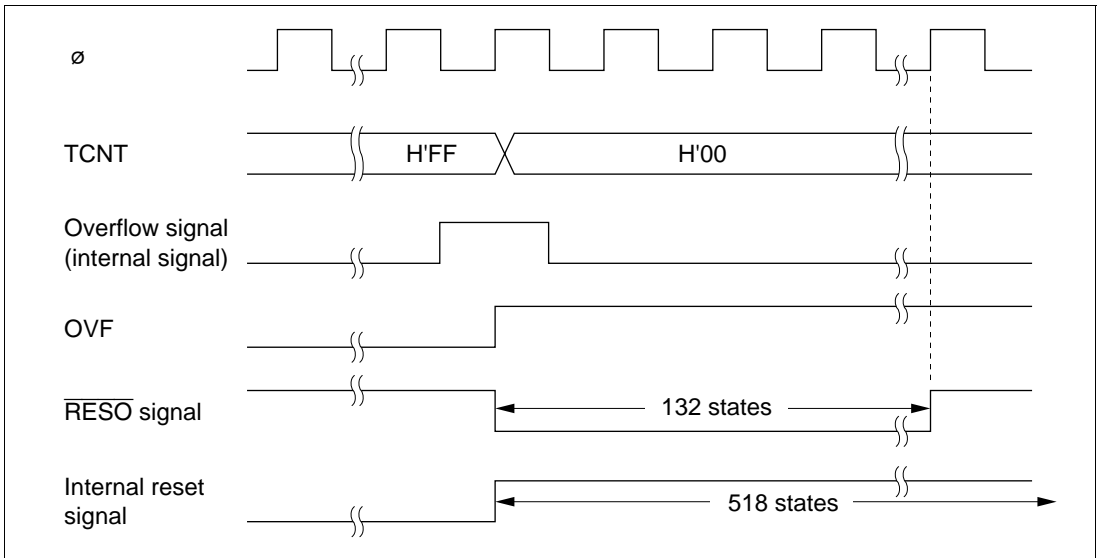 ø
TCNT
H'FF
H'00
Overflow signal
(internal signal)
OVF
RESO signal
132 states
Internal reset
signal
518 states